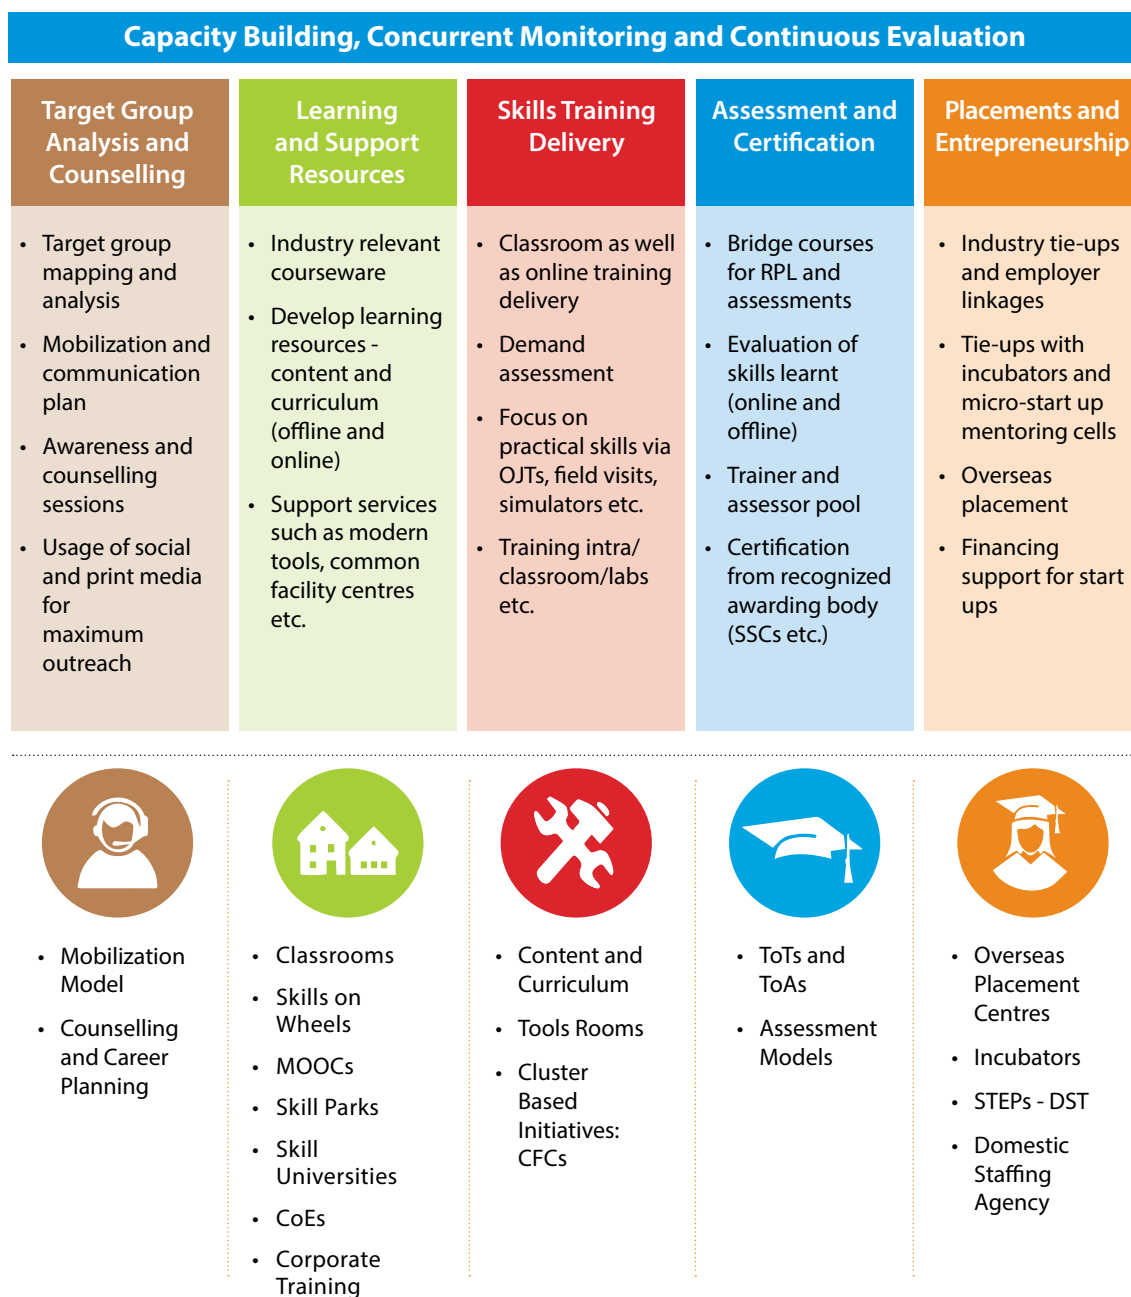 Capacity Building, Concurrent Monitoring and Continuous Evaluation
Target Group
Analysis and
Counselling
• Target group
mapping and
analysis
• Mobilization and
communication
plan
• Awareness and
counselling
sessions
• Usage of social
and print media
for
maximum
outreach
Learning
and Support
Resources
• Industry relevant
courseware
• Develop learning
resources -
content and
curriculum
(offline and
online)
• Support services
such as modern
tools, common
facility centres
etc.
Skills Training
Delivery
• Classroom as well
as online training
delivery
• Demand
assessment
• Focus on
practical skills via
OJTs, field visits,
simulators etc.
• Training intra/
classroom/labs
etc.
Assessment and
Certification
• Bridge courses
for RPL and
assessments
• Evaluation of
skills learnt
(online and
offline)
• Trainer and
assessor pool
• Certification
from recognized
awarding body
(SSCs etc.)
Placements and
Entrepreneurship
• Industry tie-ups
and employer
linkages
• Tie-ups with
incubators and
micro-start up
mentoring cells
• Overseas
placement
• Financing
support for start
ups
• Mobilization
Model
• Counselling
and Career
Planning
• Classrooms
• Skills on
Wheels
• MOOCs
• Skill Parks
• Skill
Universities
• CoEs
• Corporate
Training
• Content and
Curriculum
• Tools Rooms
• Cluster
Based
Initiatives:
CFCs
• ToTs and
ToAs
• Assessment
Models
• Overseas
Placement
Centres
• Incubators
• STEPs - DST
• Domestic
Staffing
Agency